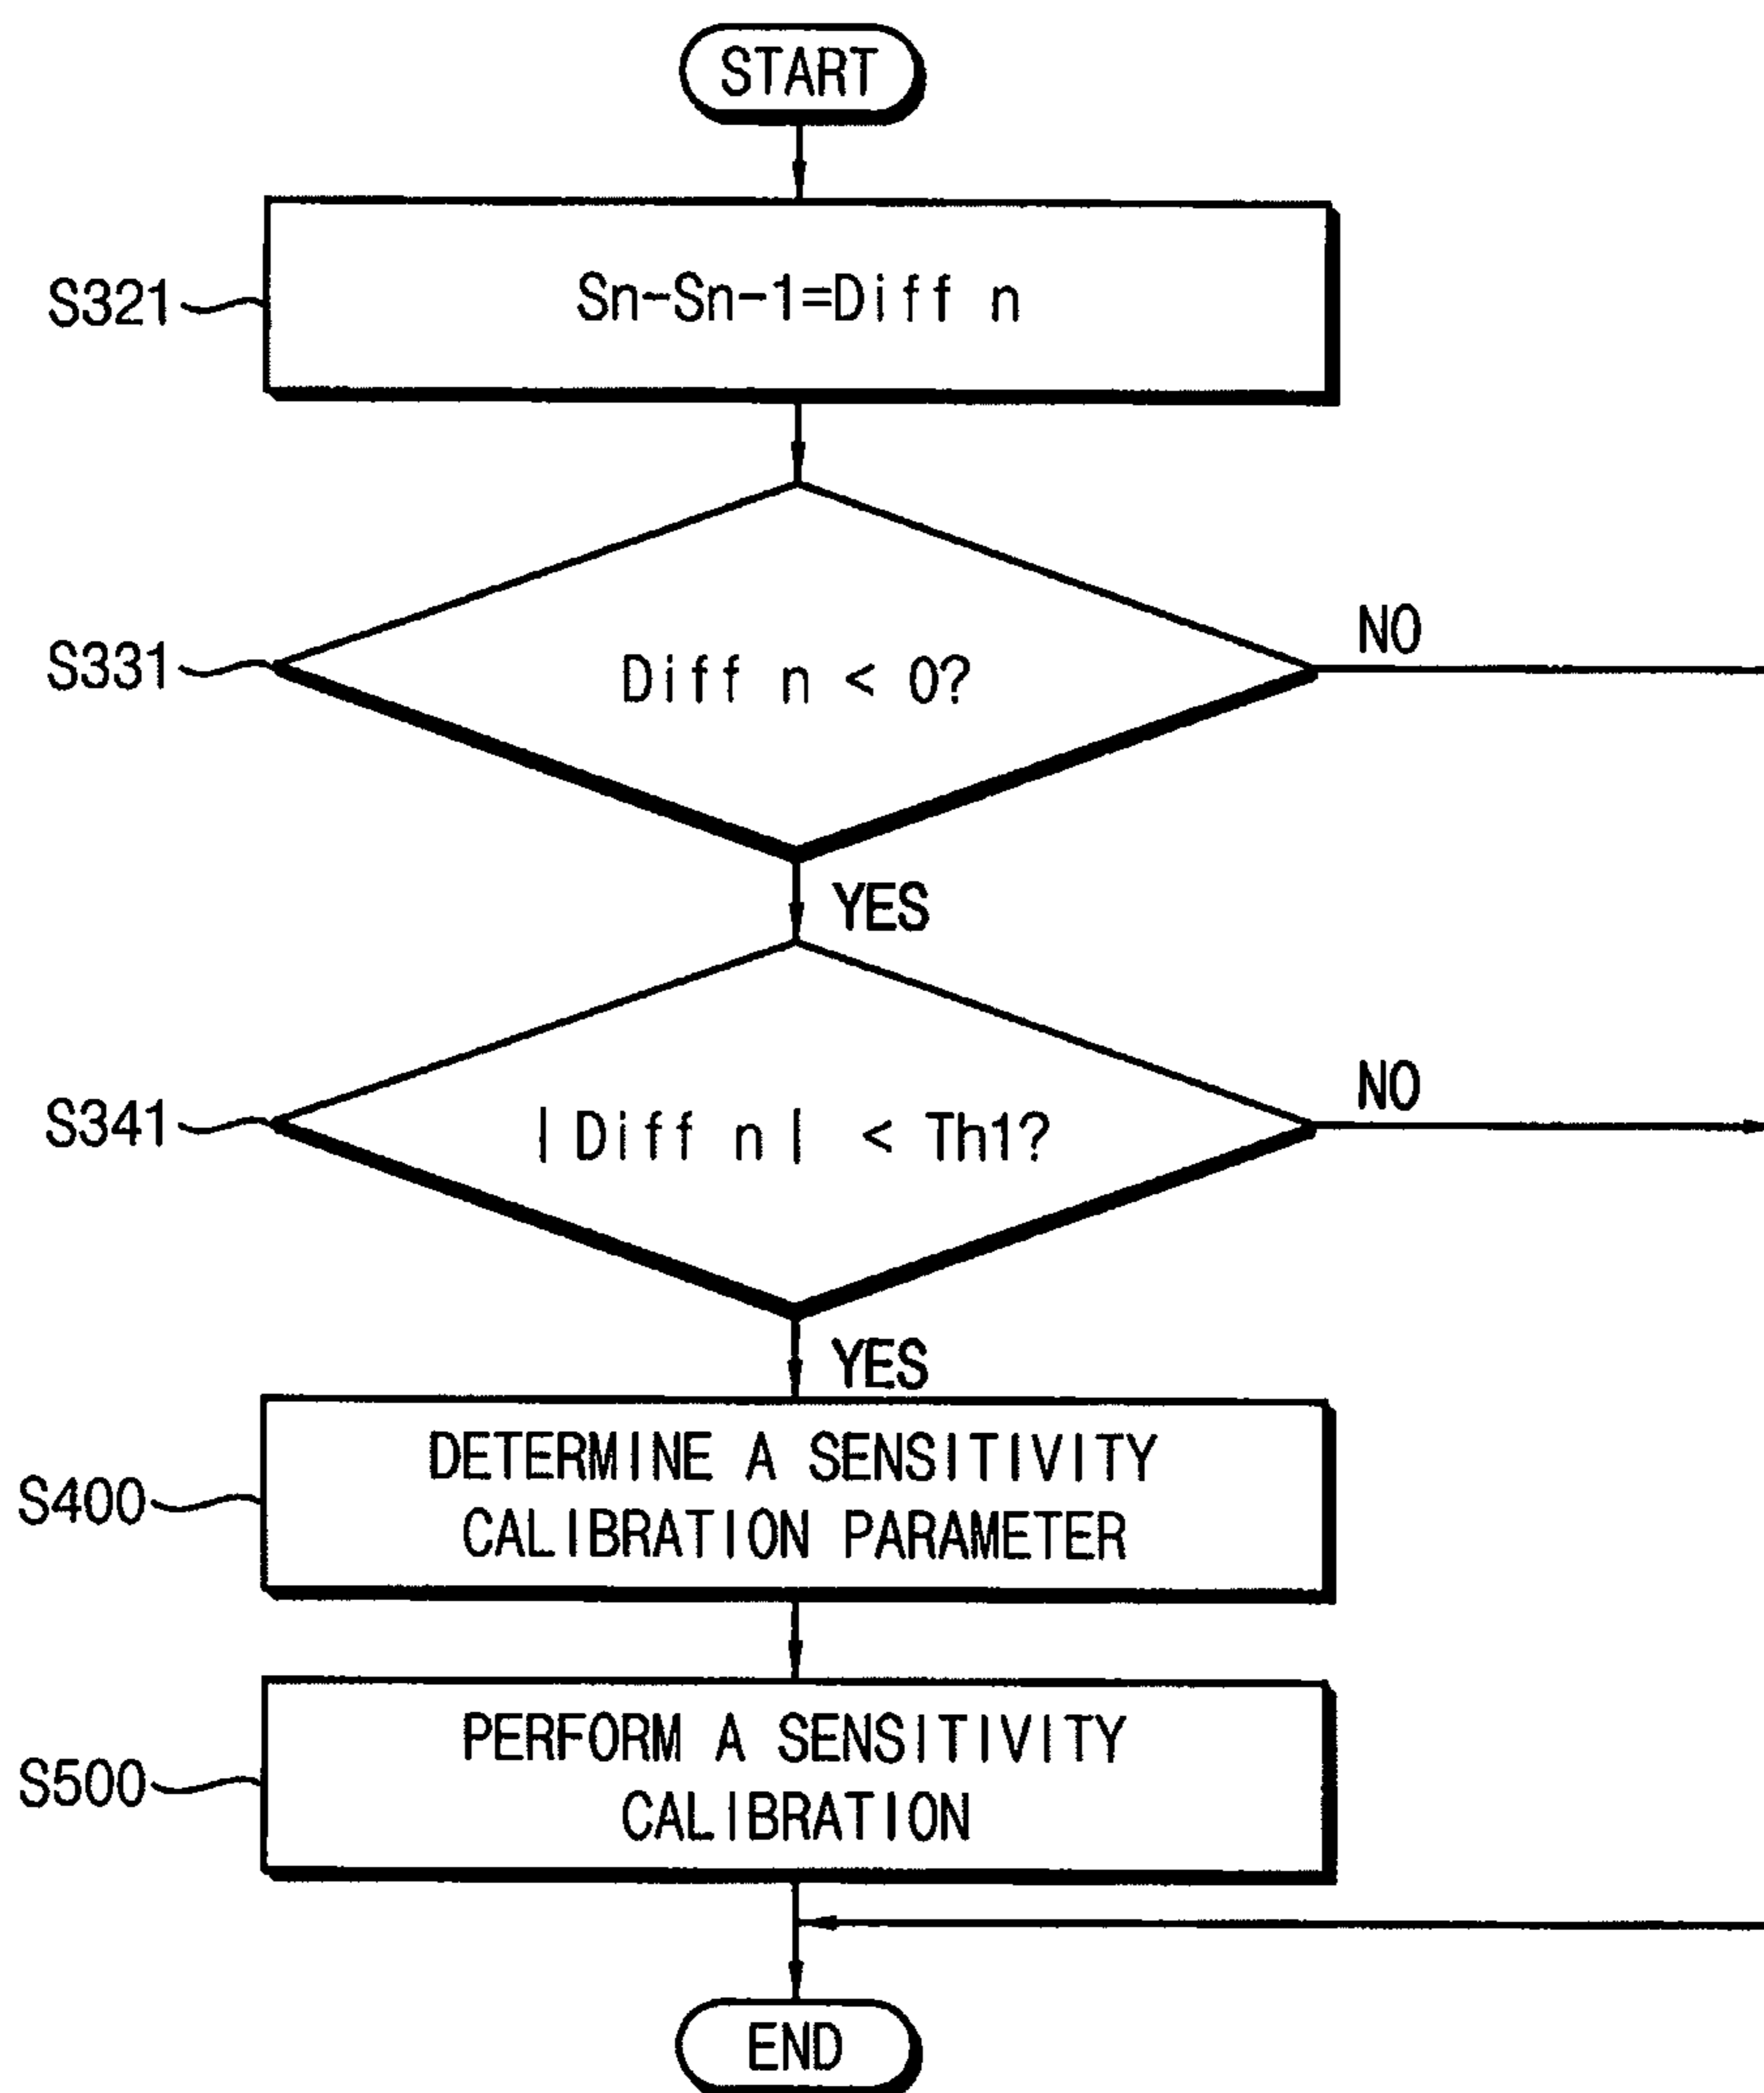 START
S321
Sn-Sn-1=Diff n
S331
Diff n < 0?
NO
YES
S341
|Diff n| < Th1?
NO
YES
S400
DETERMINE A SENSITIVITY
CALIBRATION PARAMETER
S500
PERFORM A SENSITIVITY
CALIBRATION
END